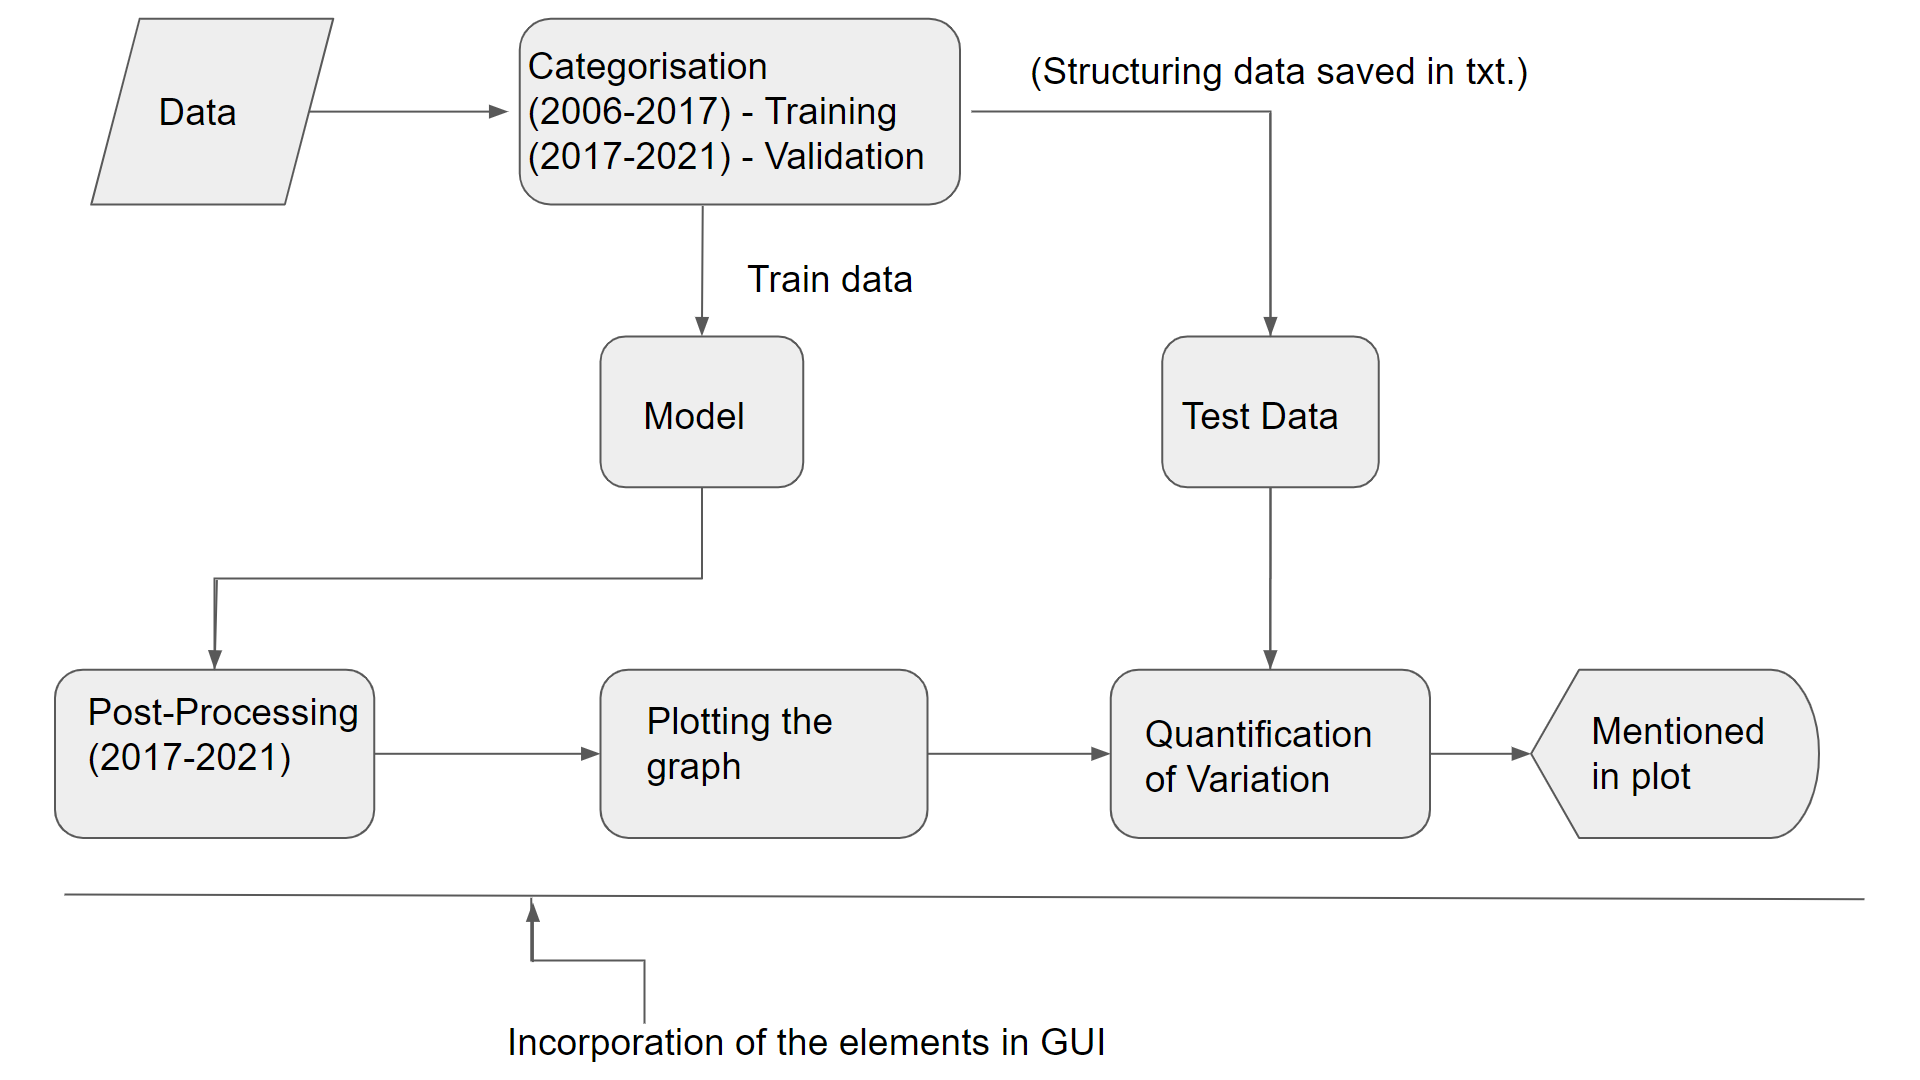 Data
Categorisation
(2006-2017) - Training
(2017-2021) - Validation
(Structuring data saved in txt.)
Train data
Model
Test Data
Post-Processing
(2017-2021)
Plotting the
graph
Quantification
of Variation
Mentioned
in plot
Incorporation of the elements in GUI